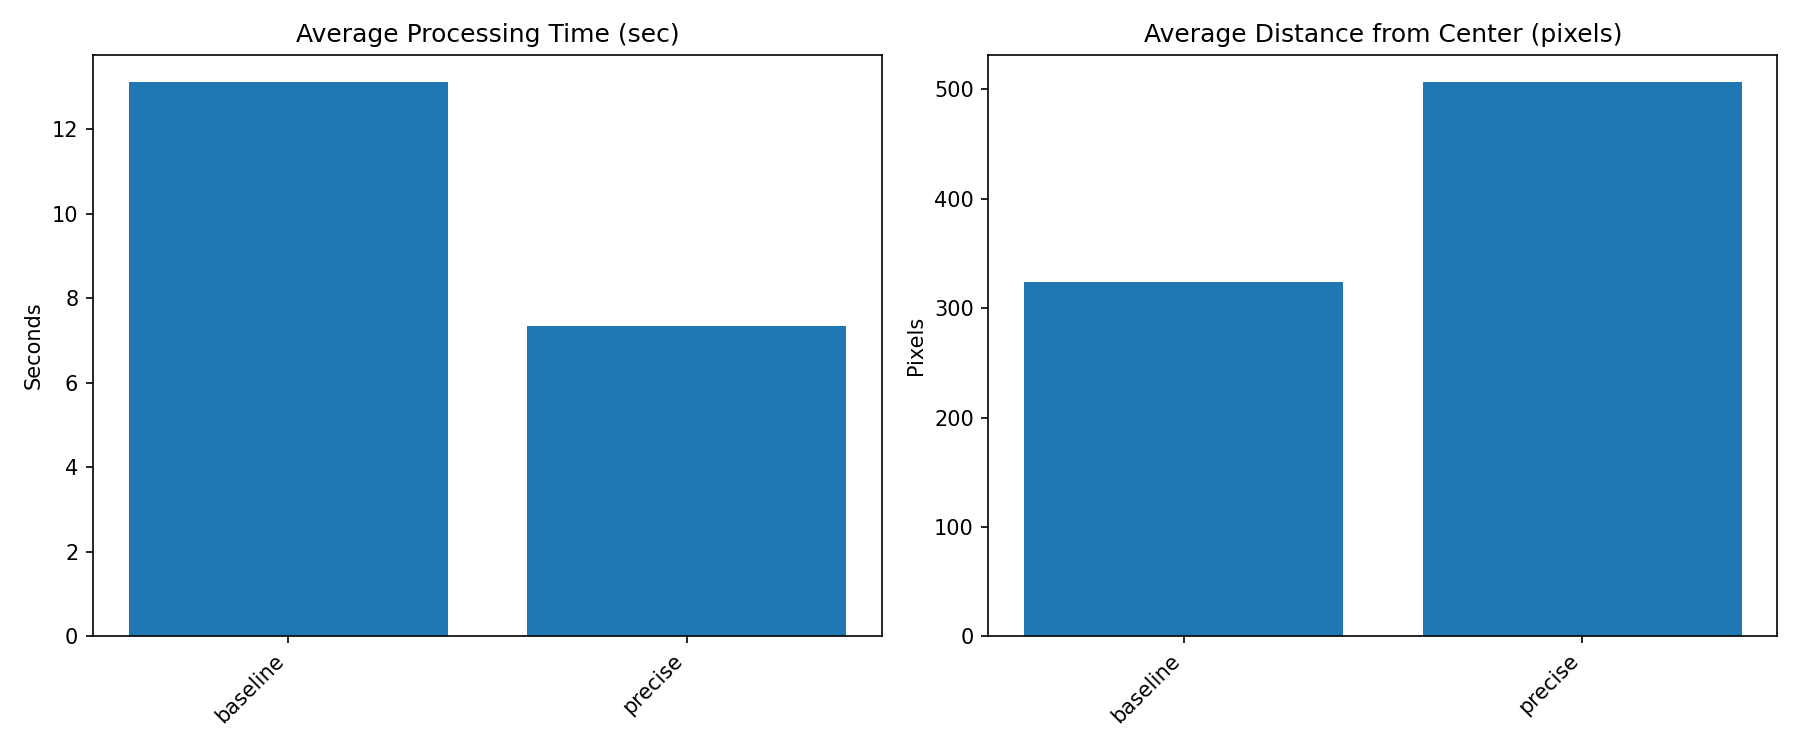 Average Processing Time (sec)
Seconds
12
10
8
6
4
2
0
baseline
precise
Average Distance from Center (pixels)
Pixels
500
400
300
200
100
0
baseline
precise